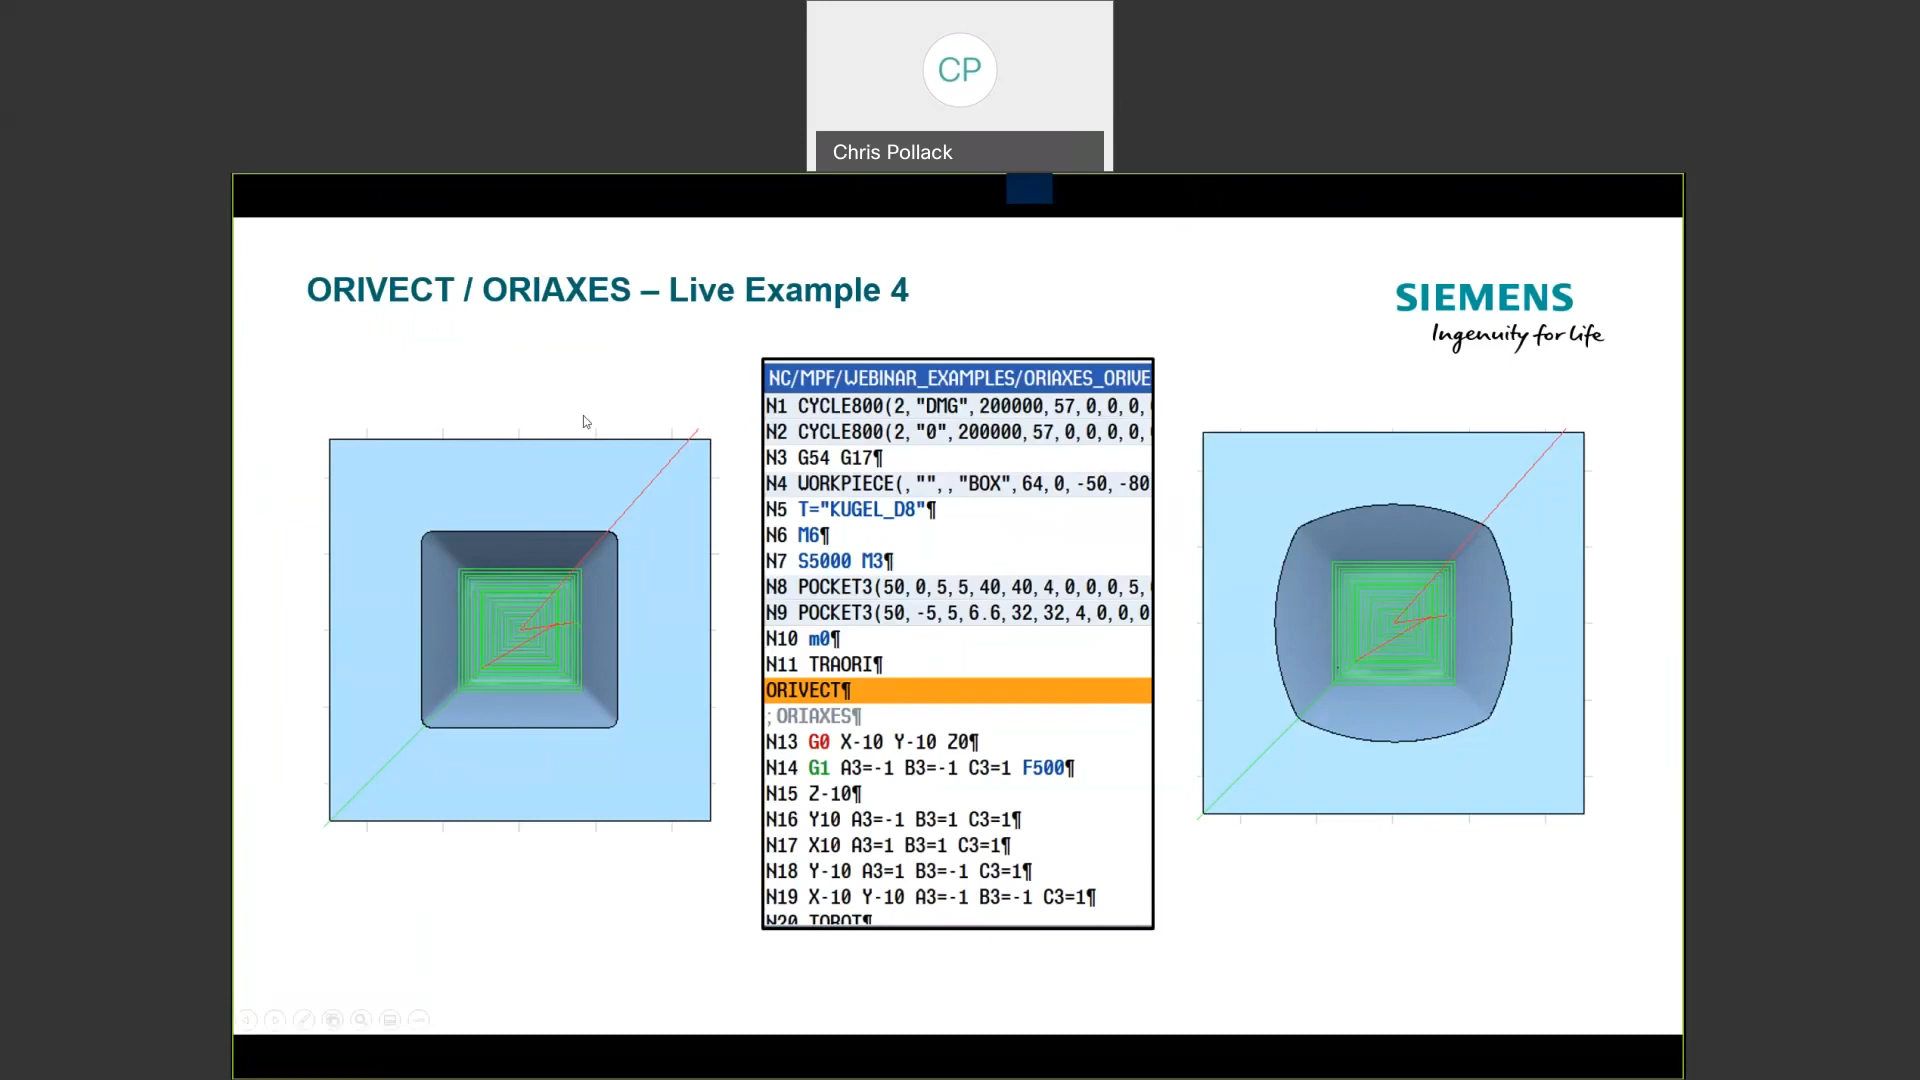 CP
Chris Pollack
ORIVECT / ORIAXES – Live Example 4
SIEMENS
Ingenuity for life
NC/MPF/WEBINAR_EXAMPLES/ORIAXES_ORIVE
N1 CYCLE800(2,"DMG",200000,57,0,0,0,
N2 CYCLE800(2,"0",200000,57,0,0,0,0,
N3 G54 G17¶
N4 WORKPIECE(,"",,"BOX",64,0,-50,-80
N5 T="KUGEL_D8"¶
N6 M6¶
N7 S5000 M3¶
N8 POCKET3(50,0,5,5,40,40,4,0,0,0,5,
N9 POCKET3(50,-5,5,6.6,32,32,4,0,0,0
N10 m0¶
N11 TRAORI¶
ORIVECT¶
;ORIAXES¶
N13 G0 X-10 Y-10 Z0¶
N14 G1 A3=-1 B3=-1 C3=1 F500¶
N15 Z-10¶
N16 Y10 A3=-1 B3=1 C3=1¶
N17 X10 A3=1 B3=1 C3=1¶
N18 Y-10 A3=1 B3=-1 C3=1¶
N19 X-10 Y-10 A3=-1 B3=-1 C3=1¶
N20 TOROT¶